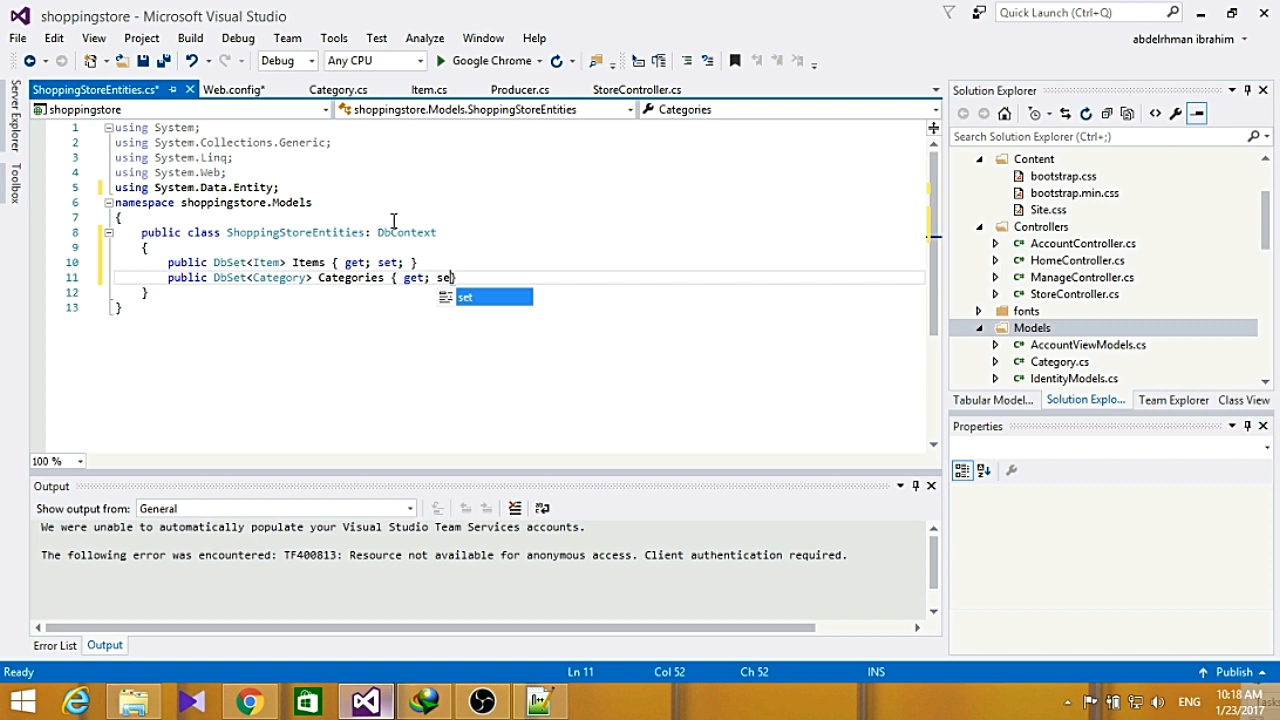 shoppingstore - Microsoft Visual Studio
Quick Launch (Ctrl+Q)
File Edit View Project Build Debug Team Tools Test Analyze Window Help
abdelrhman ibrahim
Debug Any CPU Google Chrome
ShoppingStoreEntities.cs* Web.config* Category.cs Item.cs Producer.cs StoreController.cs
shoppingstore shoppingstore.Models.ShoppingStoreEntities Categories
Server Explorer
Toolbox
1 using System;
2 using System.Collections.Generic;
3 using System.Linq;
4 using System.Web;
5 using System.Data.Entity;
6 namespace shoppingstore.Models
7 {
8 public class ShoppingStoreEntities: DbContext
9 {
10 public DbSet<Item> Items { get; set; }
11 public DbSet<Category> Categories { get; se}
set
12 }
13 }
100 %
Solution Explorer
Search Solution Explorer (Ctrl+;)
Content
bootstrap.css
bootstrap.min.css
Site.css
Controllers
AccountController.cs
HomeController.cs
ManageController.cs
StoreController.cs
fonts
Models
AccountViewModels.cs
Category.cs
IdentityModels.cs
Tabular Model... Solution Explo... Team Explorer Class View
Properties
Output
Show output from: General
We were unable to automatically populate your Visual Studio Team Services accounts.
The following error was encountered: TF400813: Resource not available for anonymous access. Client authentication required.
Error List Output
Ready Ln 11 Col 52 Ch 52 INS Publish
ENG
10:18 AM
1/23/2017